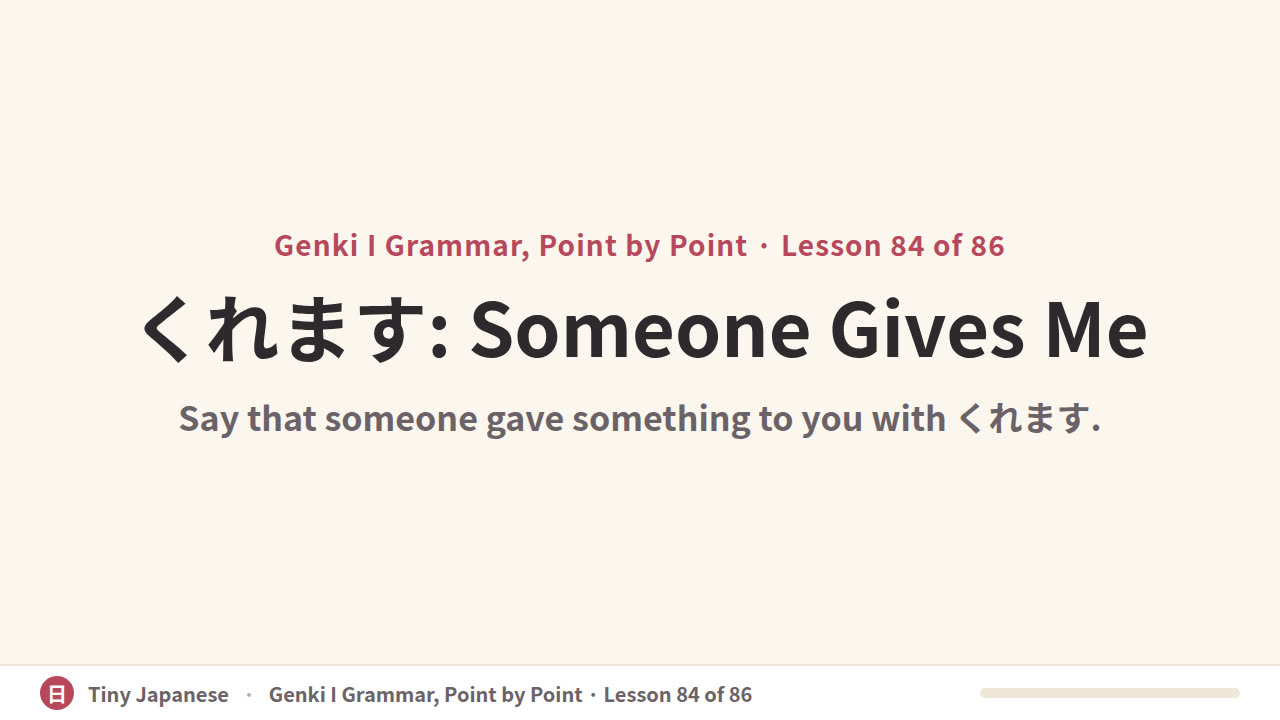 Genki I Grammar, Point by Point · Lesson 84 of 86
くれます: Someone Gives Me
Say that someone gave something to you with くれます.
日 Tiny Japanese · Genki I Grammar, Point by Point · Lesson 84 of 86